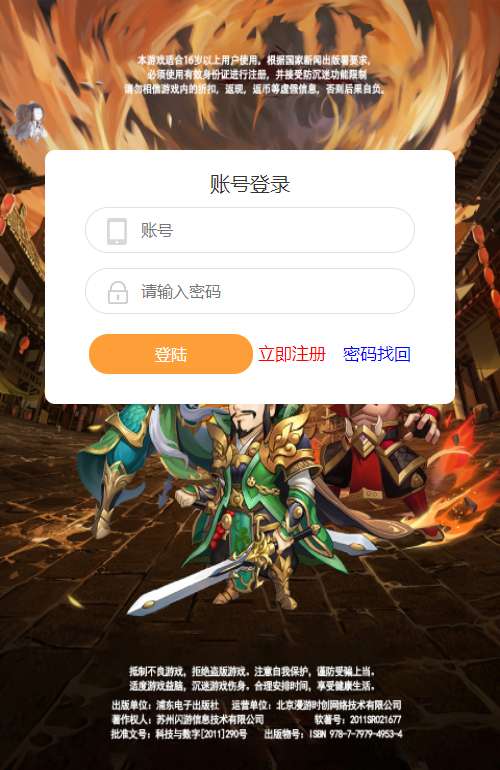 本游戏适合16岁以上用户使用，根据国家新闻出版署要求，
必须使用有效身份证进行注册，并接受防沉迷功能限制
请勿相信游戏内的折扣，返现，返币等虚假信息，否则后果自负。
账号登录
账号
请输入密码
登陆 立即注册 密码找回
抵制不良游戏，拒绝盗版游戏。注意自我保护，谨防受骗上当。
适度游戏益脑，沉迷游戏伤身。合理安排时间，享受健康生活。
出版单位：浦东电子出版社 运营单位：北京漫游时创网络技术有限公司
著作权人：苏州闪游信息技术有限公司 软著号：2011SR021677
批准文号：科技与数字[2011]290号 出版物号：ISBN 978-7-7979-4953-4